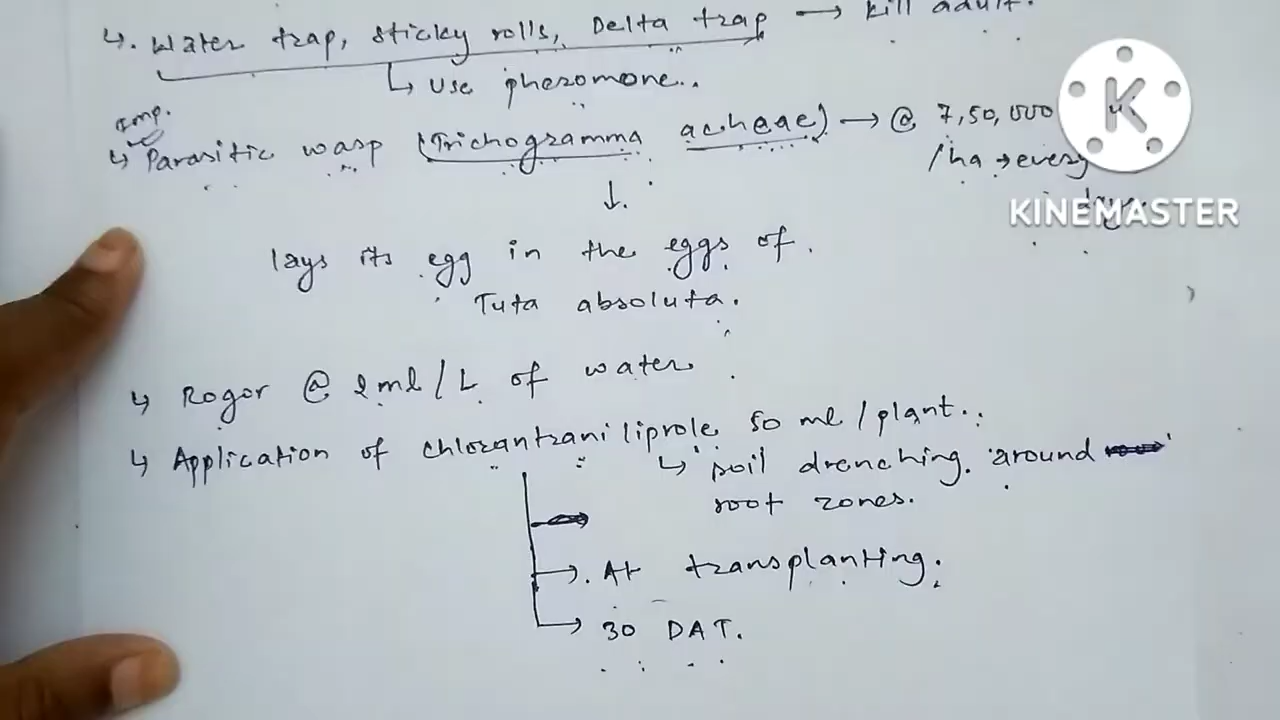 ↳. Water trap, sticky rolls, Delta trap → kill adult.
↳ Use pheromone..
Imp.
↳ Parasitic wasp (Trichogramma acheae) → @ 7,50,000
/ha → every
days.
↓.
lays its egg in the eggs of.
Tuta absoluta.
↳ Rogor @ 2ml/L of water.
↳ Application of chlorantraniliprole 50 ml/plant..
↳ soil drenching. around
root zones.
→. At transplanting.
→ 30 DAT.
K
KINEMASTER